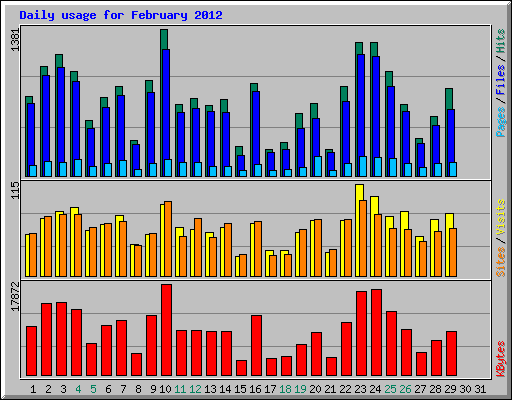 Daily usage for February 2012
1381
Pages / Files / Hits
115
Sites / Visits
17872
KBytes
1 2 3 4 5 6 7 8 9 10 11 12 13 14 15 16 17 18 19 20 21 22 23 24 25 26 27 28 29 30 31